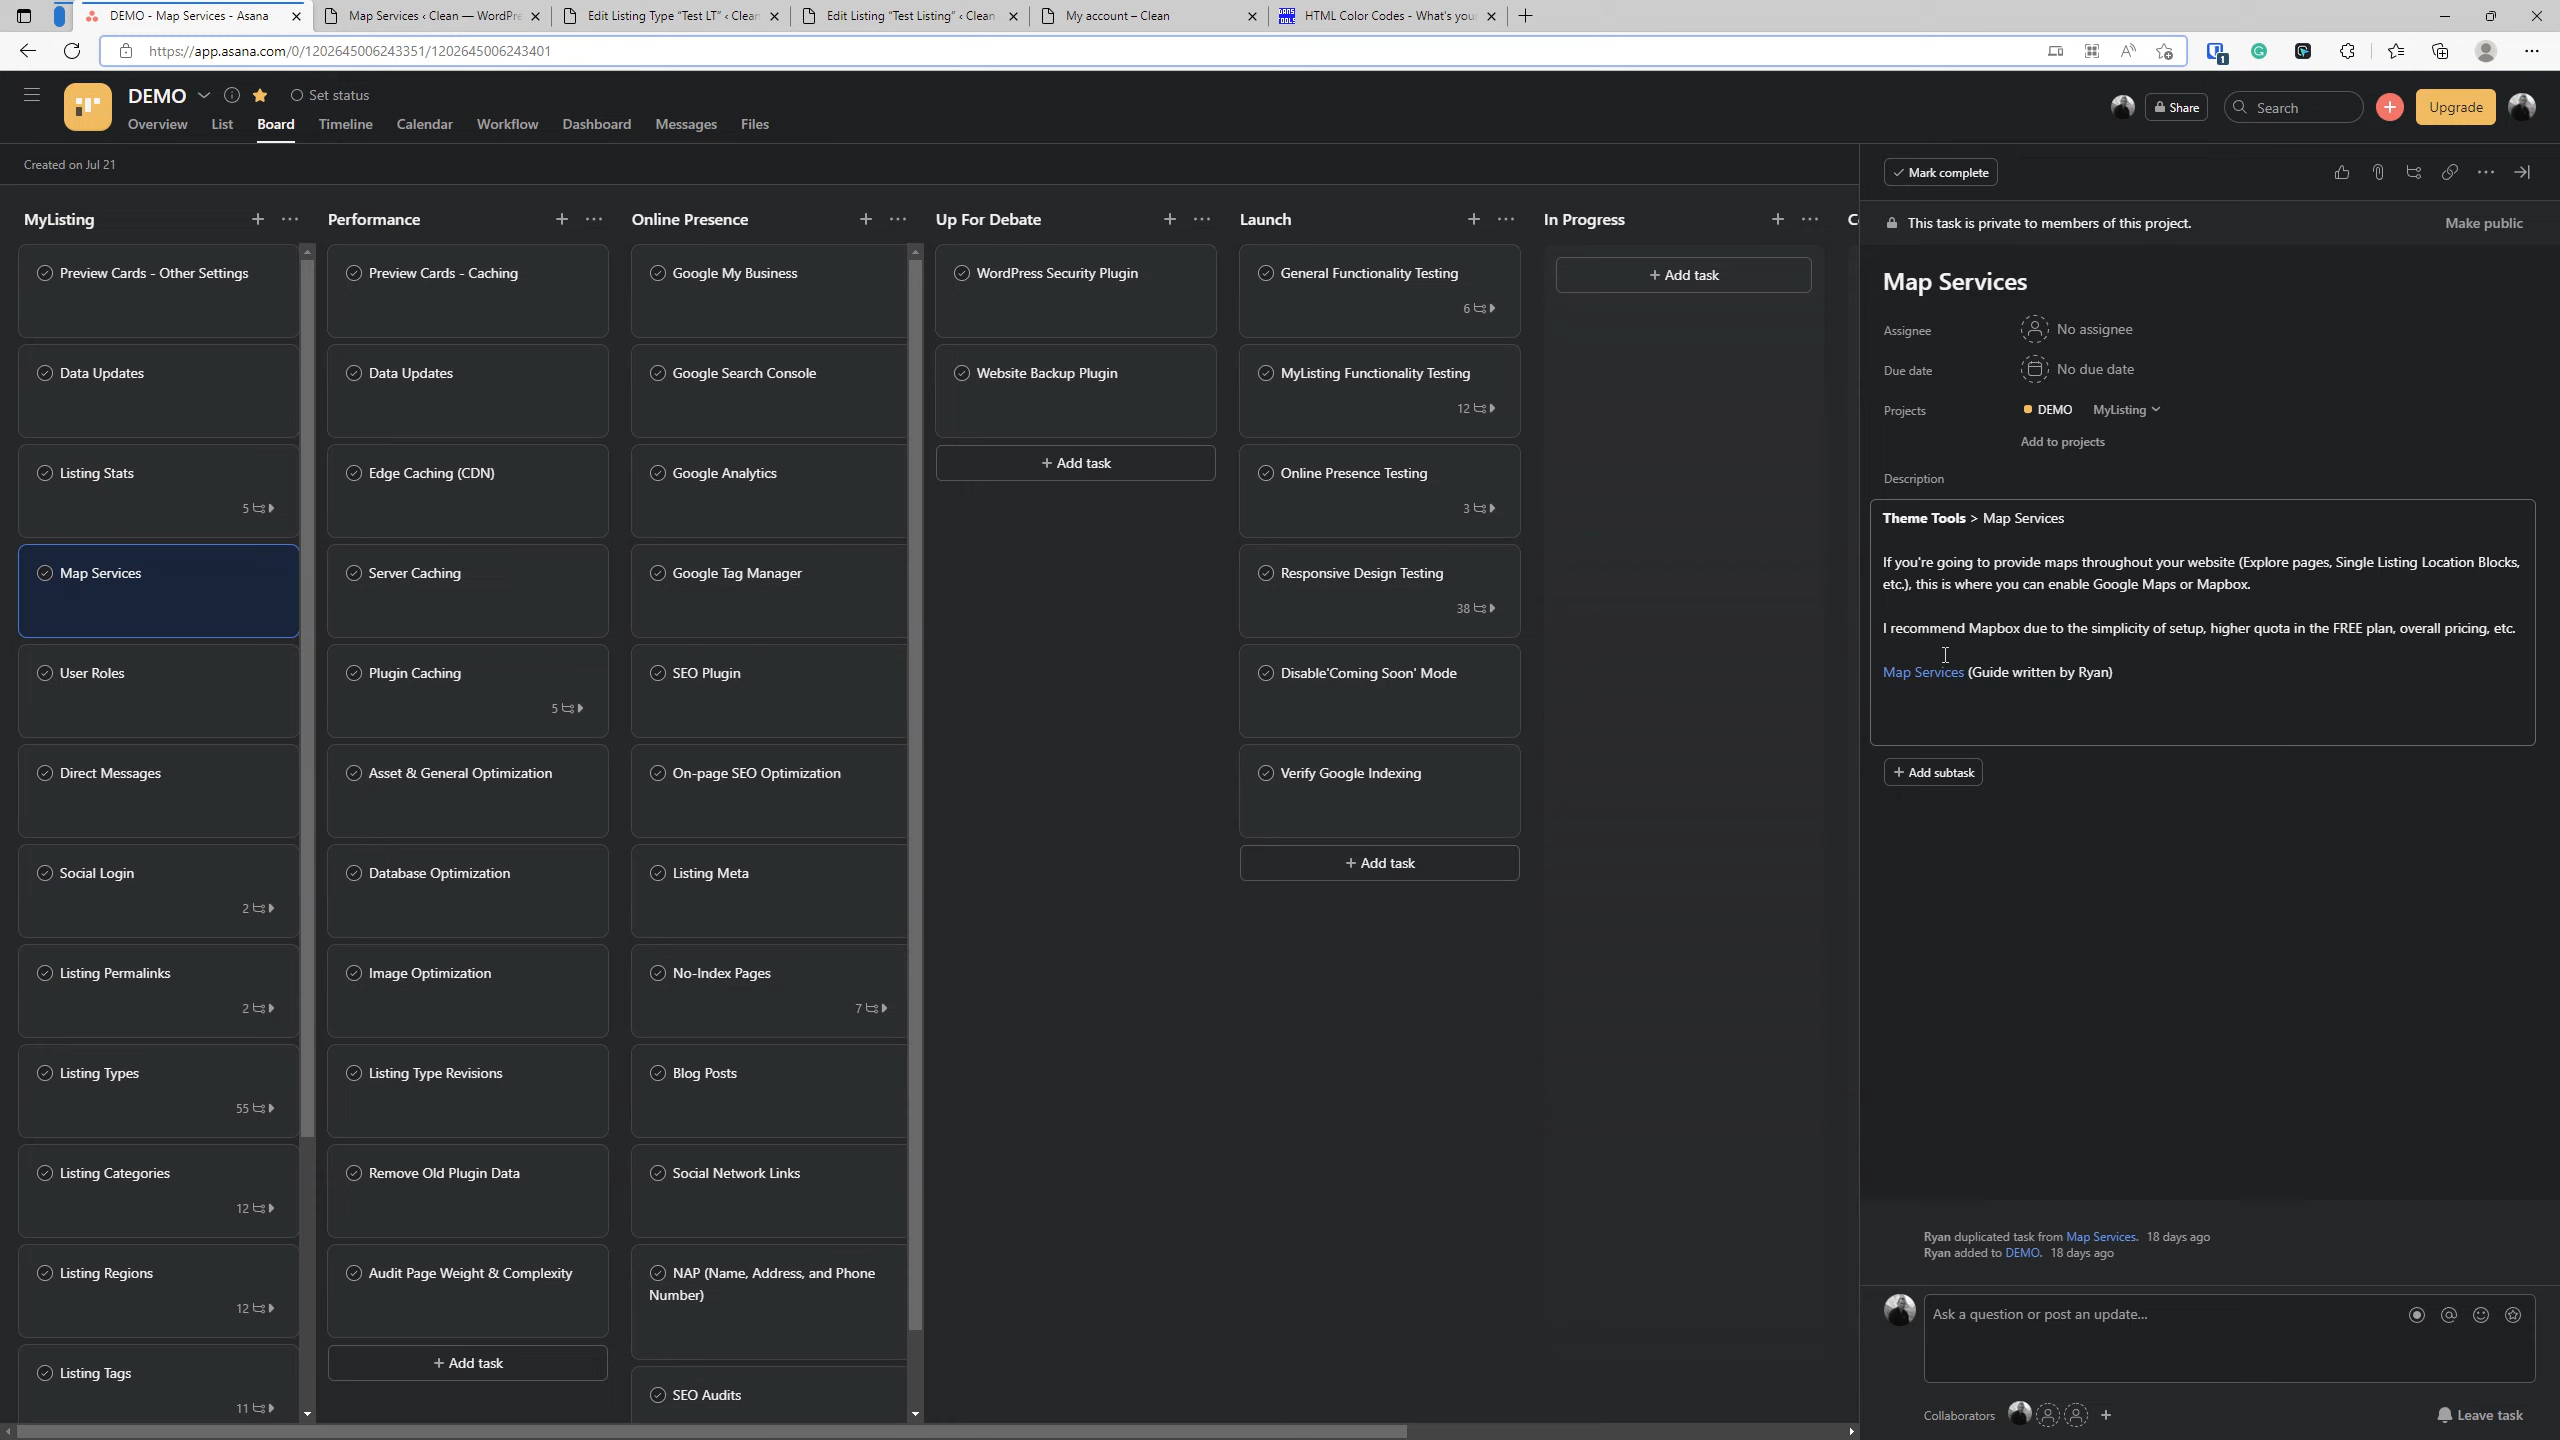 DEMO - Map Services - Asana
Map Services ‹ Clean — WordPre
Edit Listing Type "Test LT" ‹ Clean
Edit Listing "Test Listing" ‹ Clean
My account – Clean
HTML Color Codes - What's your
https://app.asana.com/0/1202645006243351/1202645006243401
1
DEMO
Set status
Overview
List
Board
Timeline
Calendar
Workflow
Dashboard
Messages
Files
Share
Search
Upgrade
Created on Jul 21
MyListing
Preview Cards - Other Settings
Data Updates
Listing Stats
5
Map Services
User Roles
Direct Messages
Social Login
2
Listing Permalinks
2
Listing Types
55
Listing Categories
12
Listing Regions
12
Listing Tags
11
Performance
Preview Cards - Caching
Data Updates
Edge Caching (CDN)
Server Caching
Plugin Caching
5
Asset & General Optimization
Database Optimization
Image Optimization
Listing Type Revisions
Remove Old Plugin Data
Audit Page Weight & Complexity
+ Add task
Online Presence
Google My Business
Google Search Console
Google Analytics
Google Tag Manager
SEO Plugin
On-page SEO Optimization
Listing Meta
No-Index Pages
7
Blog Posts
Social Network Links
NAP (Name, Address, and Phone
Number)
SEO Audits
Up For Debate
WordPress Security Plugin
Website Backup Plugin
+ Add task
Launch
General Functionality Testing
6
MyListing Functionality Testing
12
Online Presence Testing
3
Responsive Design Testing
38
Disable'Coming Soon' Mode
Verify Google Indexing
+ Add task
In Progress
+ Add task
Mark complete
This task is private to members of this project.
Make public
Map Services
Assignee
No assignee
Due date
No due date
Projects
DEMO
MyListing
Add to projects
Description
Theme Tools > Map Services
If you're going to provide maps throughout your website (Explore pages, Single Listing Location Blocks,
etc.), this is where you can enable Google Maps or Mapbox.
I recommend Mapbox due to the simplicity of setup, higher quota in the FREE plan, overall pricing, etc.
Map Services (Guide written by Ryan)
+ Add subtask
Ryan duplicated task from Map Services. 18 days ago
Ryan added to DEMO. 18 days ago
Ask a question or post an update...
Collaborators
Leave task